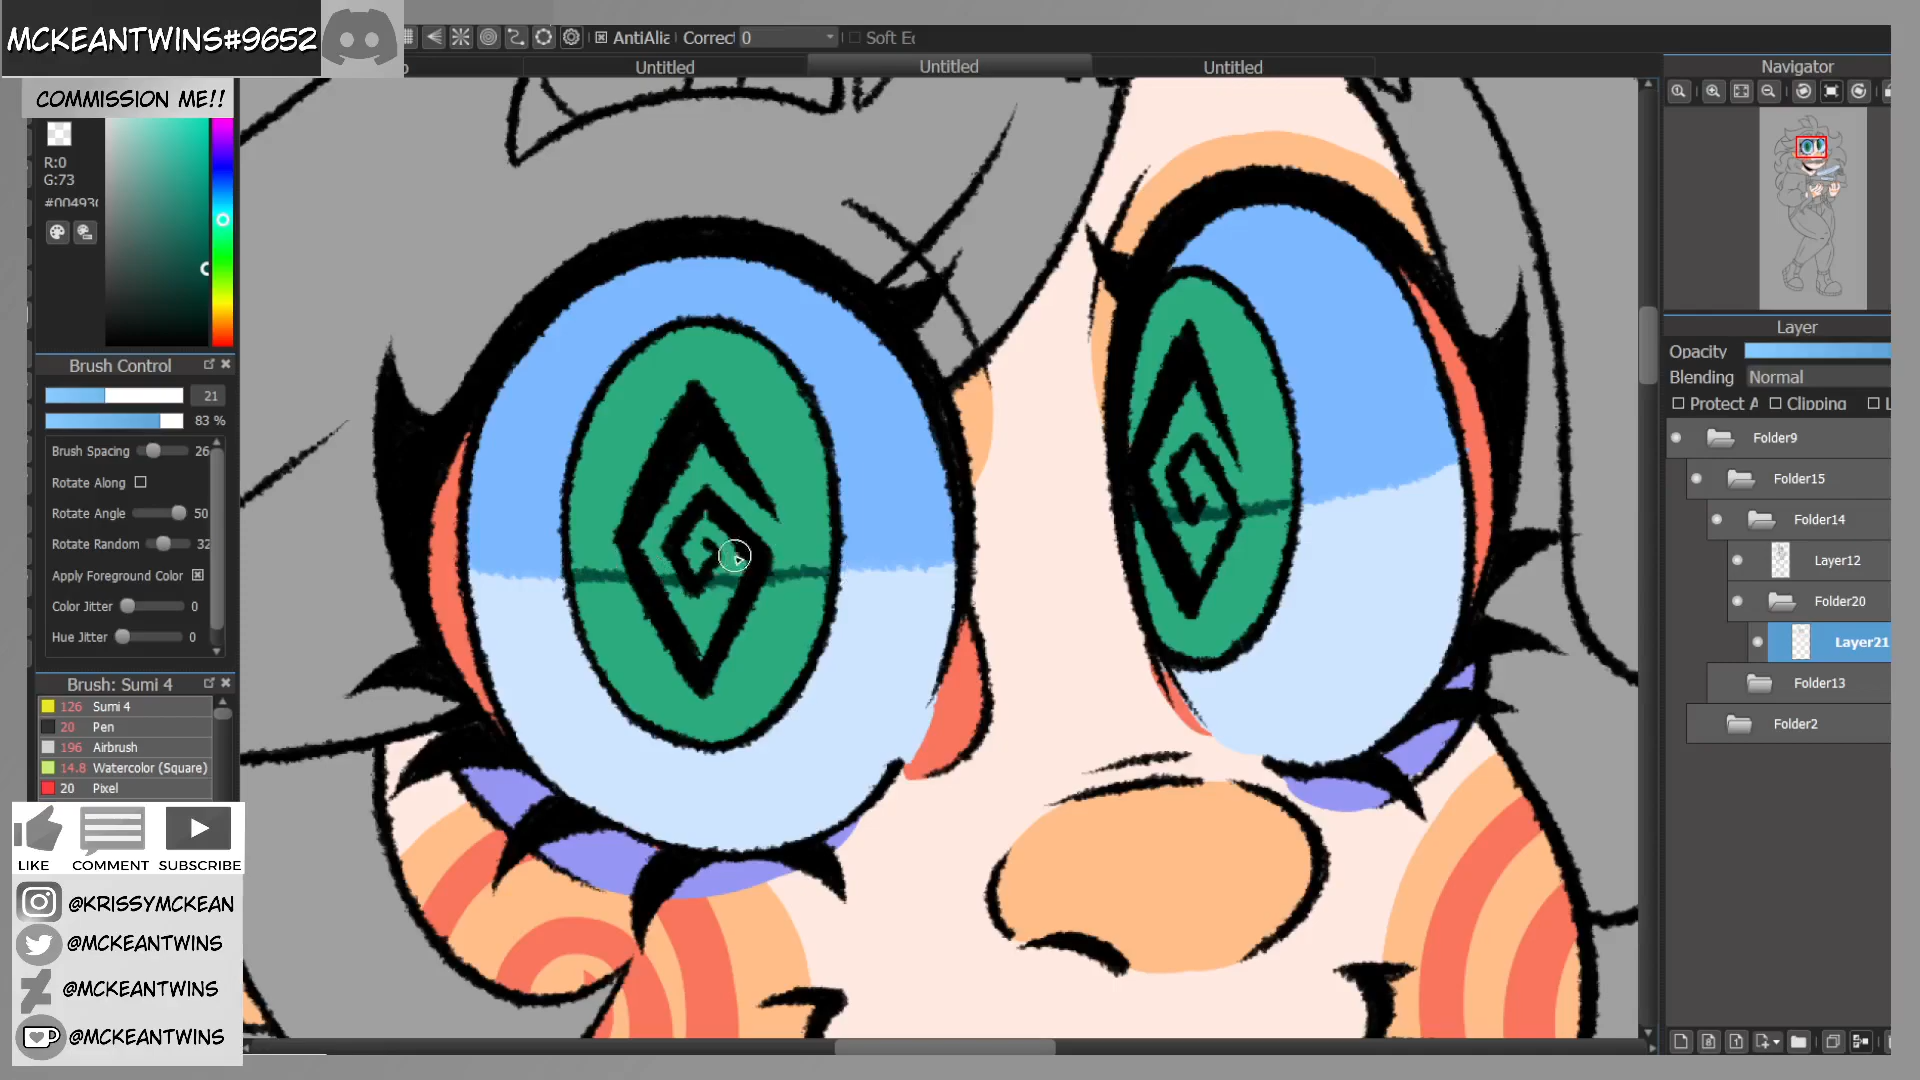 MCKEANTWINS#9652
COMMISSION ME!!
AntiAlia Correct 0 Soft Ec
Untitled
Untitled
Untitled
Navigator
R:0
G:73
Brush Control
21
83 %
Brush Spacing 26
Rotate Along
Rotate Angle 50
Rotate Random 32
Apply Foreground Color
Color Jitter 0
Hue Jitter 0
Brush: Sumi 4
126 Sumi 4
20 Pen
196 Airbrush
14.8 Watercolor (Square)
20 Pixel
LIKE COMMENT SUBSCRIBE
@KRISSYMCKEAN
@MCKEANTWINS
@MCKEANTWINS
@MCKEANTWINS
Layer
Opacity
Blending Normal
Protect A Clipping L
Folder9
Folder15
Folder14
Layer12
Folder20
Layer21
Folder13
Folder2